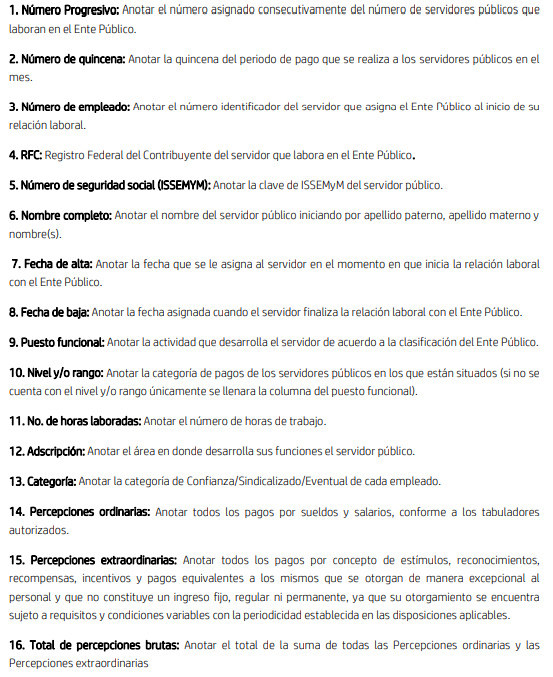 1. Número Progresivo: Anotar el número asignado consecutivamente del número de servidores públicos que
laboran en el Ente Público.
2. Número de quincena: Anotar la quincena del periodo de pago que se realiza a los servidores públicos en el
mes.
3. Número de empleado: Anotar el número identificador del servidor que asigna el Ente Público al inicio de su
relación laboral.
4. RFC: Registro Federal del Contribuyente del servidor que labora en el Ente Público.
5. Número de seguridad social (ISSEMYM): Anotar la clave de ISSEMyM del servidor público.
6. Nombre completo: Anotar el nombre del servidor público iniciando por apellido paterno, apellido materno y
nombre(s).
7. Fecha de alta: Anotar la fecha que se le asigna al servidor en el momento en que inicia la relación laboral
con el Ente Público.
8. Fecha de baja: Anotar la fecha asignada cuando el servidor finaliza la relación laboral con el Ente Público.
9. Puesto funcional: Anotar la actividad que desarrolla el servidor de acuerdo a la clasificación del Ente Público.
10. Nivel y/o rango: Anotar la categoría de pagos de los servidores públicos en los que están situados (si no se
cuenta con el nivel y/o rango únicamente se llenara la columna del puesto funcional).
11. No. de horas laboradas: Anotar el número de horas de trabajo.
12. Adscripción: Anotar el área en donde desarrolla sus funciones el servidor público.
13. Categoría: Anotar la categoría de Confianza/Sindicalizado/Eventual de cada empleado.
14. Percepciones ordinarias: Anotar todos los pagos por sueldos y salarios, conforme a los tabuladores
autorizados.
15. Percepciones extraordinarias: Anotar todos los pagos por concepto de estímulos, reconocimientos,
recompensas, incentivos y pagos equivalentes a los mismos que se otorgan de manera excepcional al
personal y que no constituye un ingreso fijo, regular ni permanente, ya que su otorgamiento se encuentra
sujeto a requisitos y condiciones variables con la periodicidad establecida en las disposiciones aplicables.
16. Total de percepciones brutas: Anotar el total de la suma de todas las Percepciones ordinarias y las
Percepciones extraordinarias